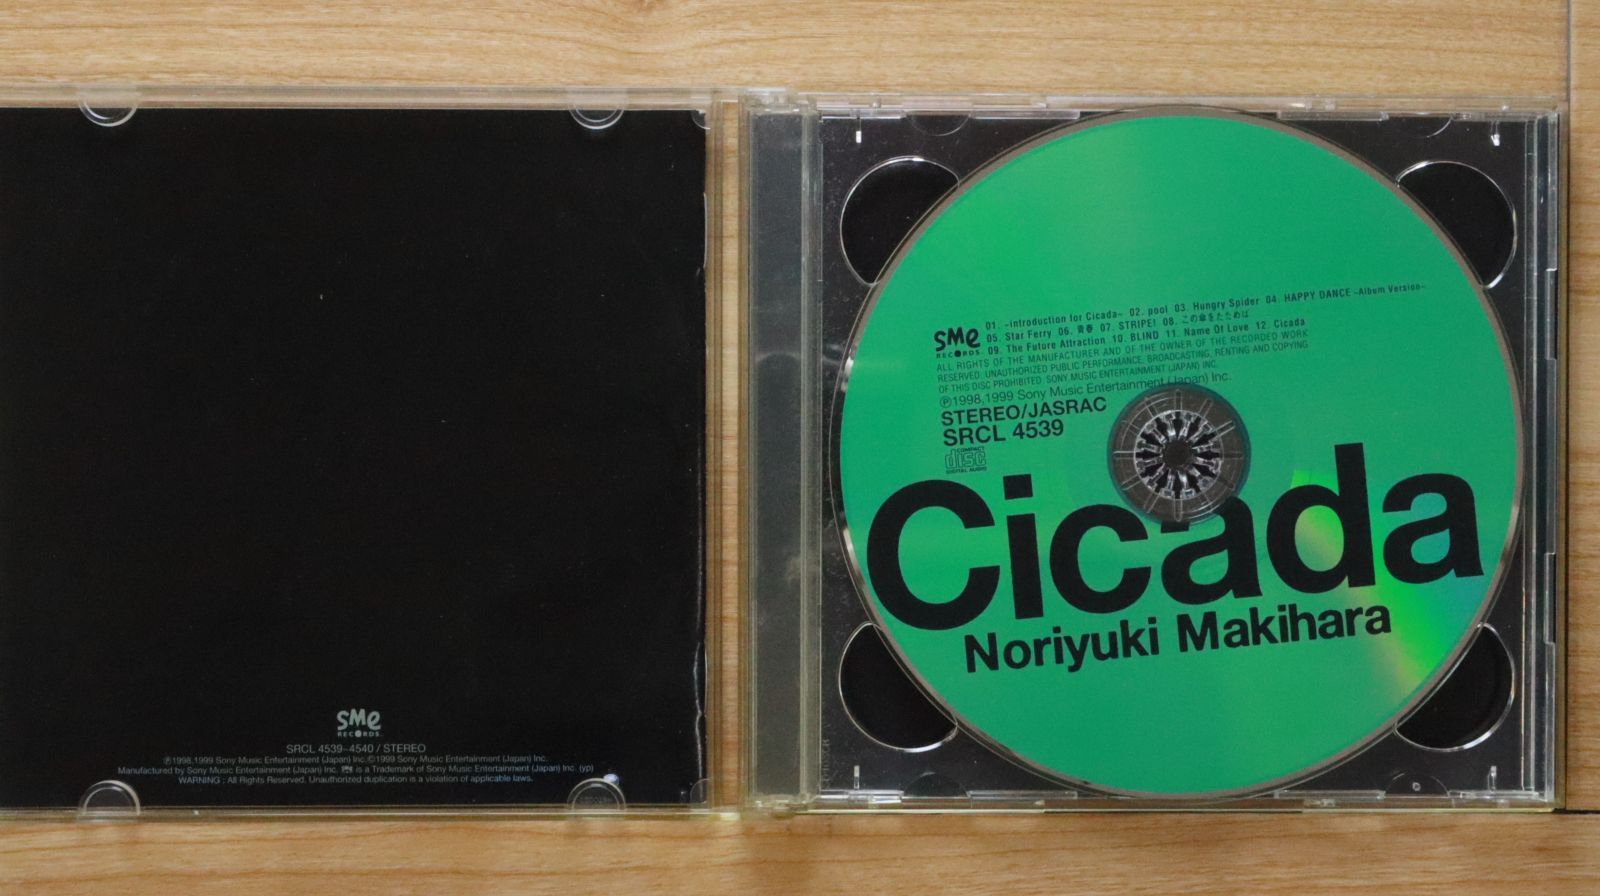 SMe
RECORDS.
SRCL 4539~4540 / STEREO
Ⓟ1998,1999 Sony Music Entertainment (Japan) Inc.©1999 Sony Music Entertainment (Japan) Inc.
Manufactured by Sony Music Entertainment (Japan) Inc. SMe is a Trademark of Sony Music Entertainment (Japan) Inc. (yp)
WARNING : All Rights Reserved. Unauthorized duplication is a violation of applicable laws.
SMe
RECORDS.
01. ~introduction for Cicada~ 02. pool 03. Hungry Spider 04. HAPPY DANCE ~Album Version~
05. Star Ferry 06. 青春 07. STRIPE! 08. この傘をたためば
09. The Future Attraction 10. BLIND 11. Name Of Love 12. Cicada
ALL RIGHTS OF THE MANUFACTURER AND OF THE OWNER OF THE RECORDED WORK
RESERVED. UNAUTHORIZED PUBLIC PERFORMANCE, BROADCASTING, RENTING AND COPYING
OF THIS DISC PROHIBITED. SONY MUSIC ENTERTAINMENT (JAPAN) INC.
Ⓟ1998,1999 Sony Music Entertainment (Japan) Inc.
STEREO/JASRAC
SRCL 4539
COMPACT
disc
DIGITAL AUDIO
Cicada
Noriyuki Makihara